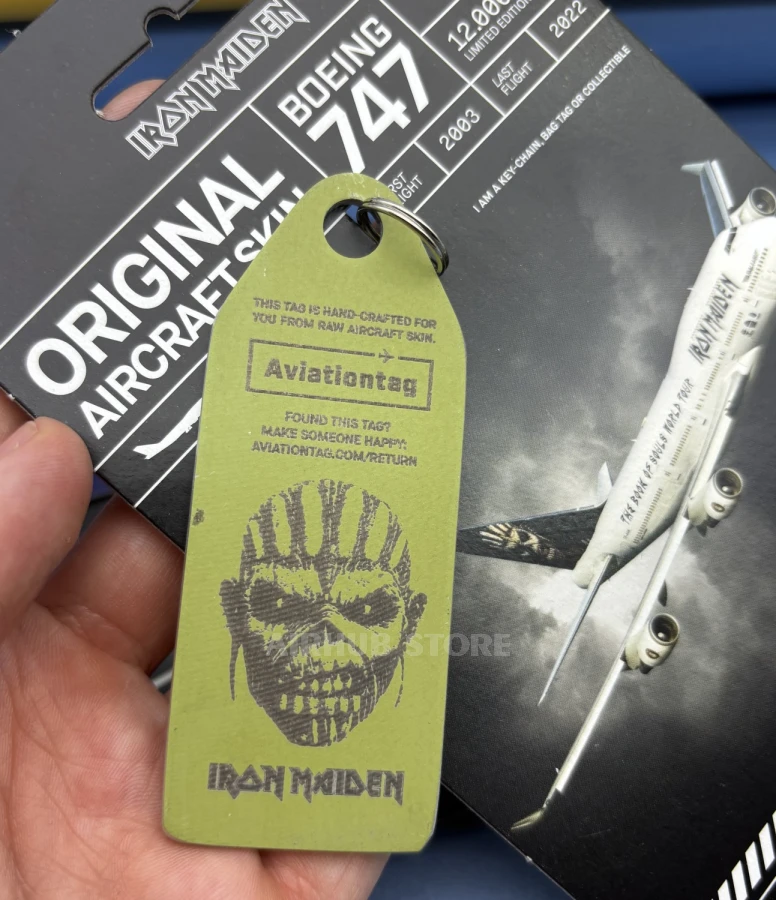 IRON MAIDEN
ORIGINAL
AIRCRAFT SKIN
BOEING
747
12.000
LIMITED EDITION
2003
LAST
FLIGHT
2022
I AM A KEY-CHAIN, BAG TAG OR COLLECTIBLE
THIS TAG IS HAND-CRAFTED FOR
YOU FROM RAW AIRCRAFT SKIN.
Aviationtag
FOUND THIS TAG?
MAKE SOMEONE HAPPY:
AVIATIONTAG.COM/RETURN
IRON MAIDEN
IRON MAIDEN
THE BOOK OF SOULS WORLD TOUR
AIRHUB STORE